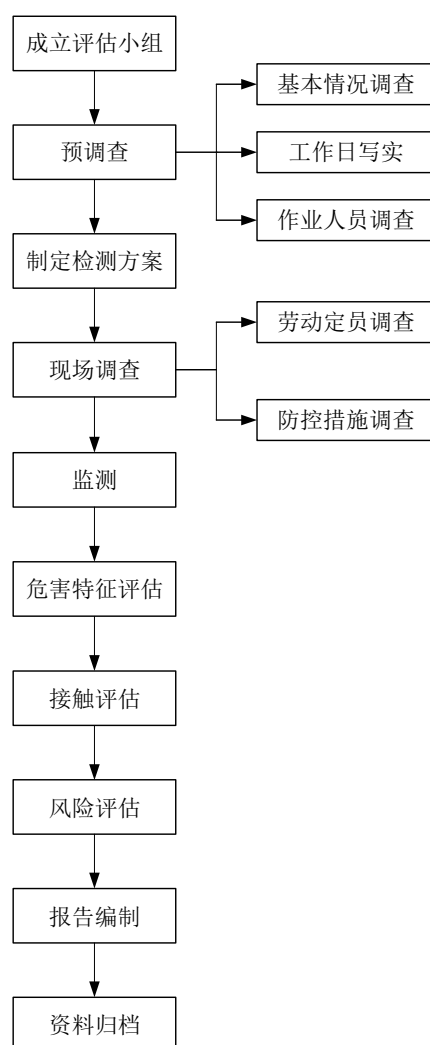 成立评估小组
预调查
基本情况调查
工作日写实
作业人员调查
制定检测方案
现场调查
劳动定员调查
防控措施调查
监测
危害特征评估
接触评估
风险评估
报告编制
资料归档